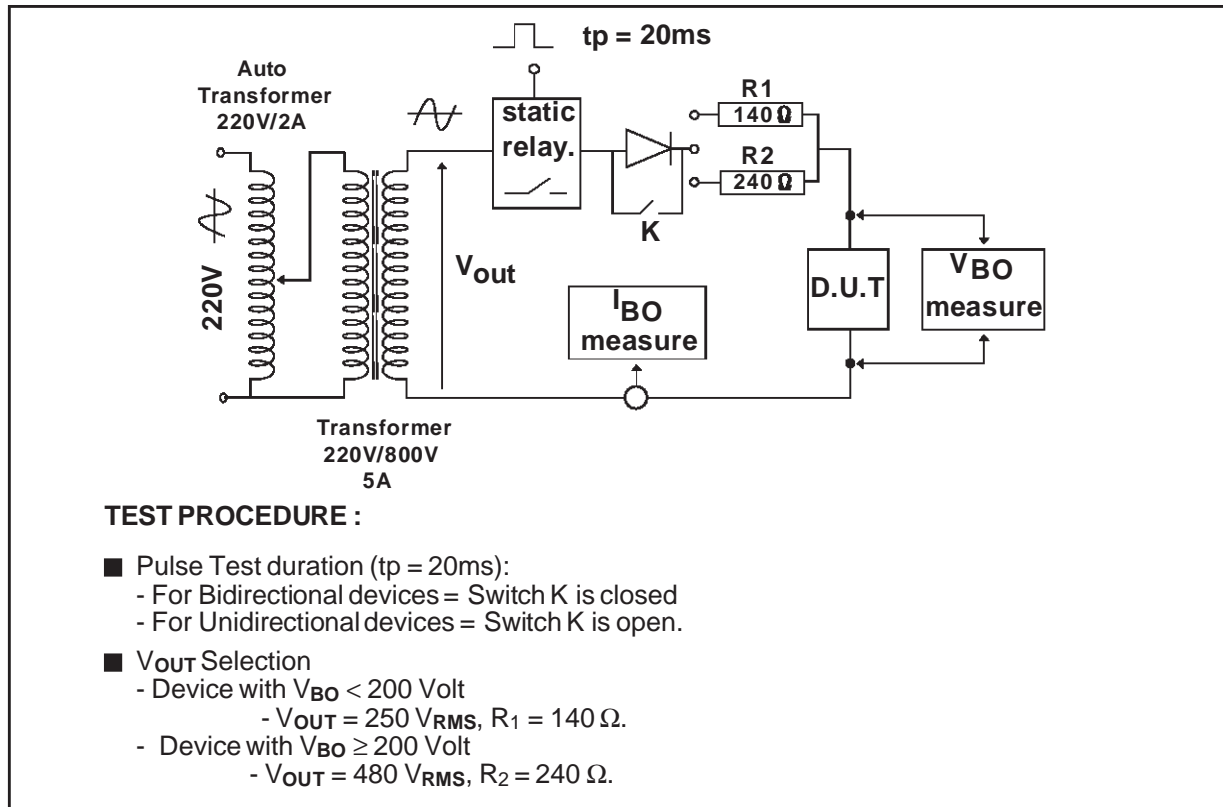 tp = 20ms
Auto
Transformer
220V/2A
static
relay.
R1
140 Ω
R2
240 Ω
K
220V
Vout
IBO
measure
D.U.T
VBO
measure
Transformer
220V/800V
5A
TEST PROCEDURE :
■ Pulse Test duration (tp = 20ms):
- For Bidirectional devices = Switch K is closed
- For Unidirectional devices = Switch K is open.
■ VOUT Selection
- Device with VBO < 200 Volt
- VOUT = 250 VRMS, R1 = 140 Ω.
- Device with VBO ≥ 200 Volt
- VOUT = 480 VRMS, R2 = 240 Ω.